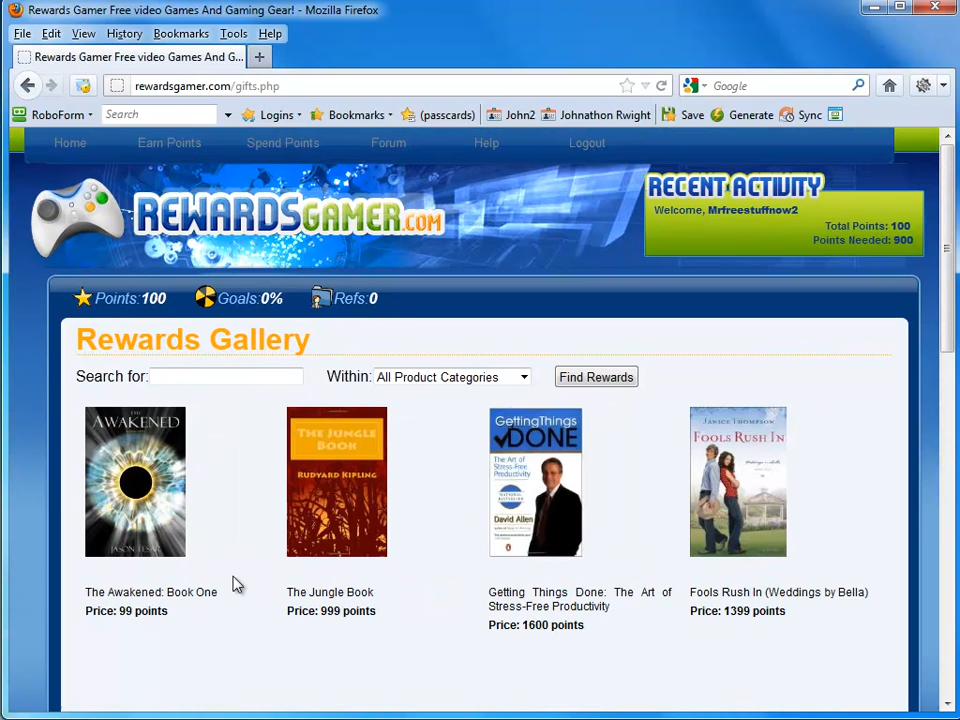 Rewards Gamer Free video Games And Gaming Gear! - Mozilla Firefox
File Edit View History Bookmarks Tools Help
Rewards Gamer Free video Games And G...
rewardsgamer.com/gifts.php
Google
RoboForm Search Logins Bookmarks (passcards) John2 Johnathon Rwight Save Generate Sync
Home Earn Points Spend Points Forum Help Logout
RECENT ACTIVITY
REWARDSGAMER.COM
Welcome, Mrfreestuffnow2
Total Points: 100
Points Needed: 900
Points:100 Goals:0% Refs:0
Rewards Gallery
Search for: Within: All Product Categories Find Rewards
THE AWAKENED
JASON TESAR
THE JUNGLE BOOK
RUDYARD KIPLING
Getting Things DONE
The Art of Stress-Free Productivity
David Allen
JANICE THOMPSON
FOOLS RUSH IN
The Awakened: Book One
Price: 99 points
The Jungle Book
Price: 999 points
Getting Things Done: The Art of
Stress-Free Productivity
Price: 1600 points
Fools Rush In (Weddings by Bella)
Price: 1399 points